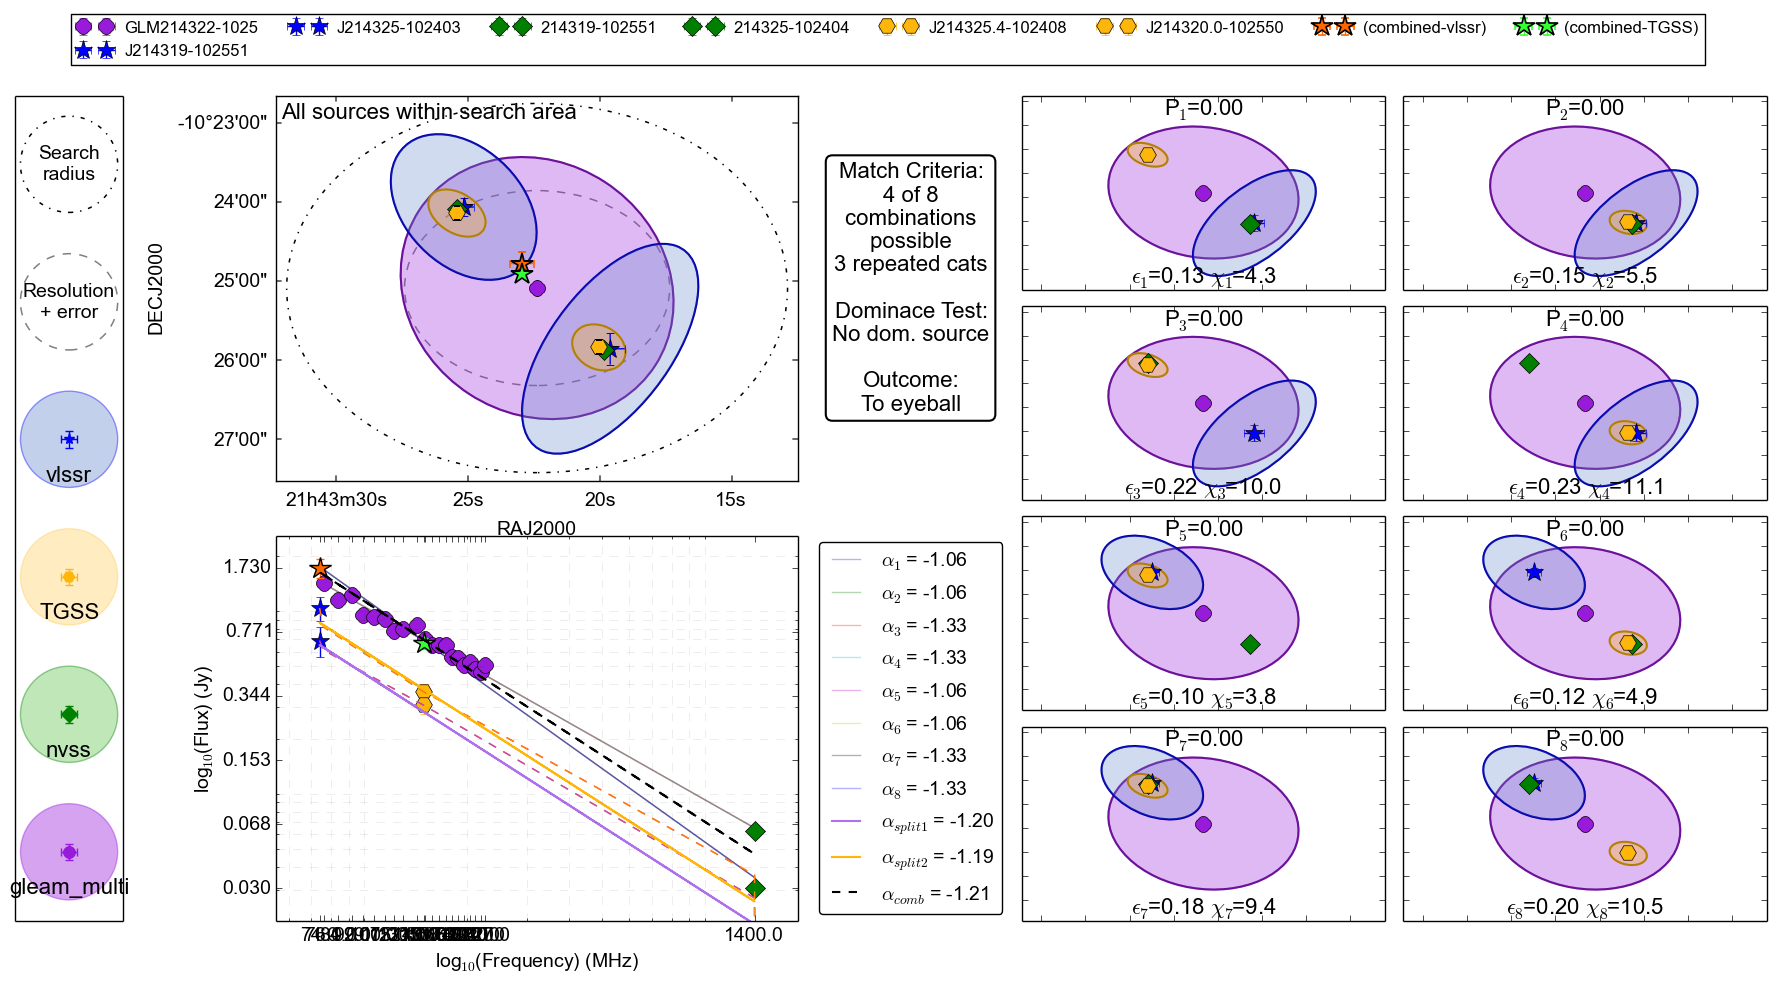 GLM214322-1025 J214325-102403 214319-102551 214325-102404 J214325.4-102408 J214320.0-102550 (combined-vlssr) (combined-TGSS)
J214319-102551
Search
radius
Resolution
+ error
vlssr
TGSS
nvss
gleam_multi
All sources within search area
DECJ2000
-10°23'00"
24'00"
25'00"
26'00"
27'00"
21h43m30s 25s 20s 15s
RAJ2000
Match Criteria:
4 of 8
combinations
possible
3 repeated cats
Dominace Test:
No dom. source
Outcome:
To eyeball
log₁₀(Flux) (Jy)
1.730
0.771
0.344
0.153
0.068
0.030
1400.0
log₁₀(Frequency) (MHz)
α₁ = -1.06
α₂ = -1.06
α₃ = -1.33
α₄ = -1.33
α₅ = -1.06
α₆ = -1.06
α₇ = -1.33
α₈ = -1.33
α_split1 = -1.20
α_split2 = -1.19
α_comb = -1.21
P₁=0.00
ϵ₁=0.13 χ₁=4.3
P₂=0.00
ϵ₂=0.15 χ₂=5.5
P₃=0.00
ϵ₃=0.22 χ₃=10.0
P₄=0.00
ϵ₄=0.23 χ₄=11.1
P₅=0.00
ϵ₅=0.10 χ₅=3.8
P₆=0.00
ϵ₆=0.12 χ₆=4.9
P₇=0.00
ϵ₇=0.18 χ₇=9.4
P₈=0.00
ϵ₈=0.20 χ₈=10.5